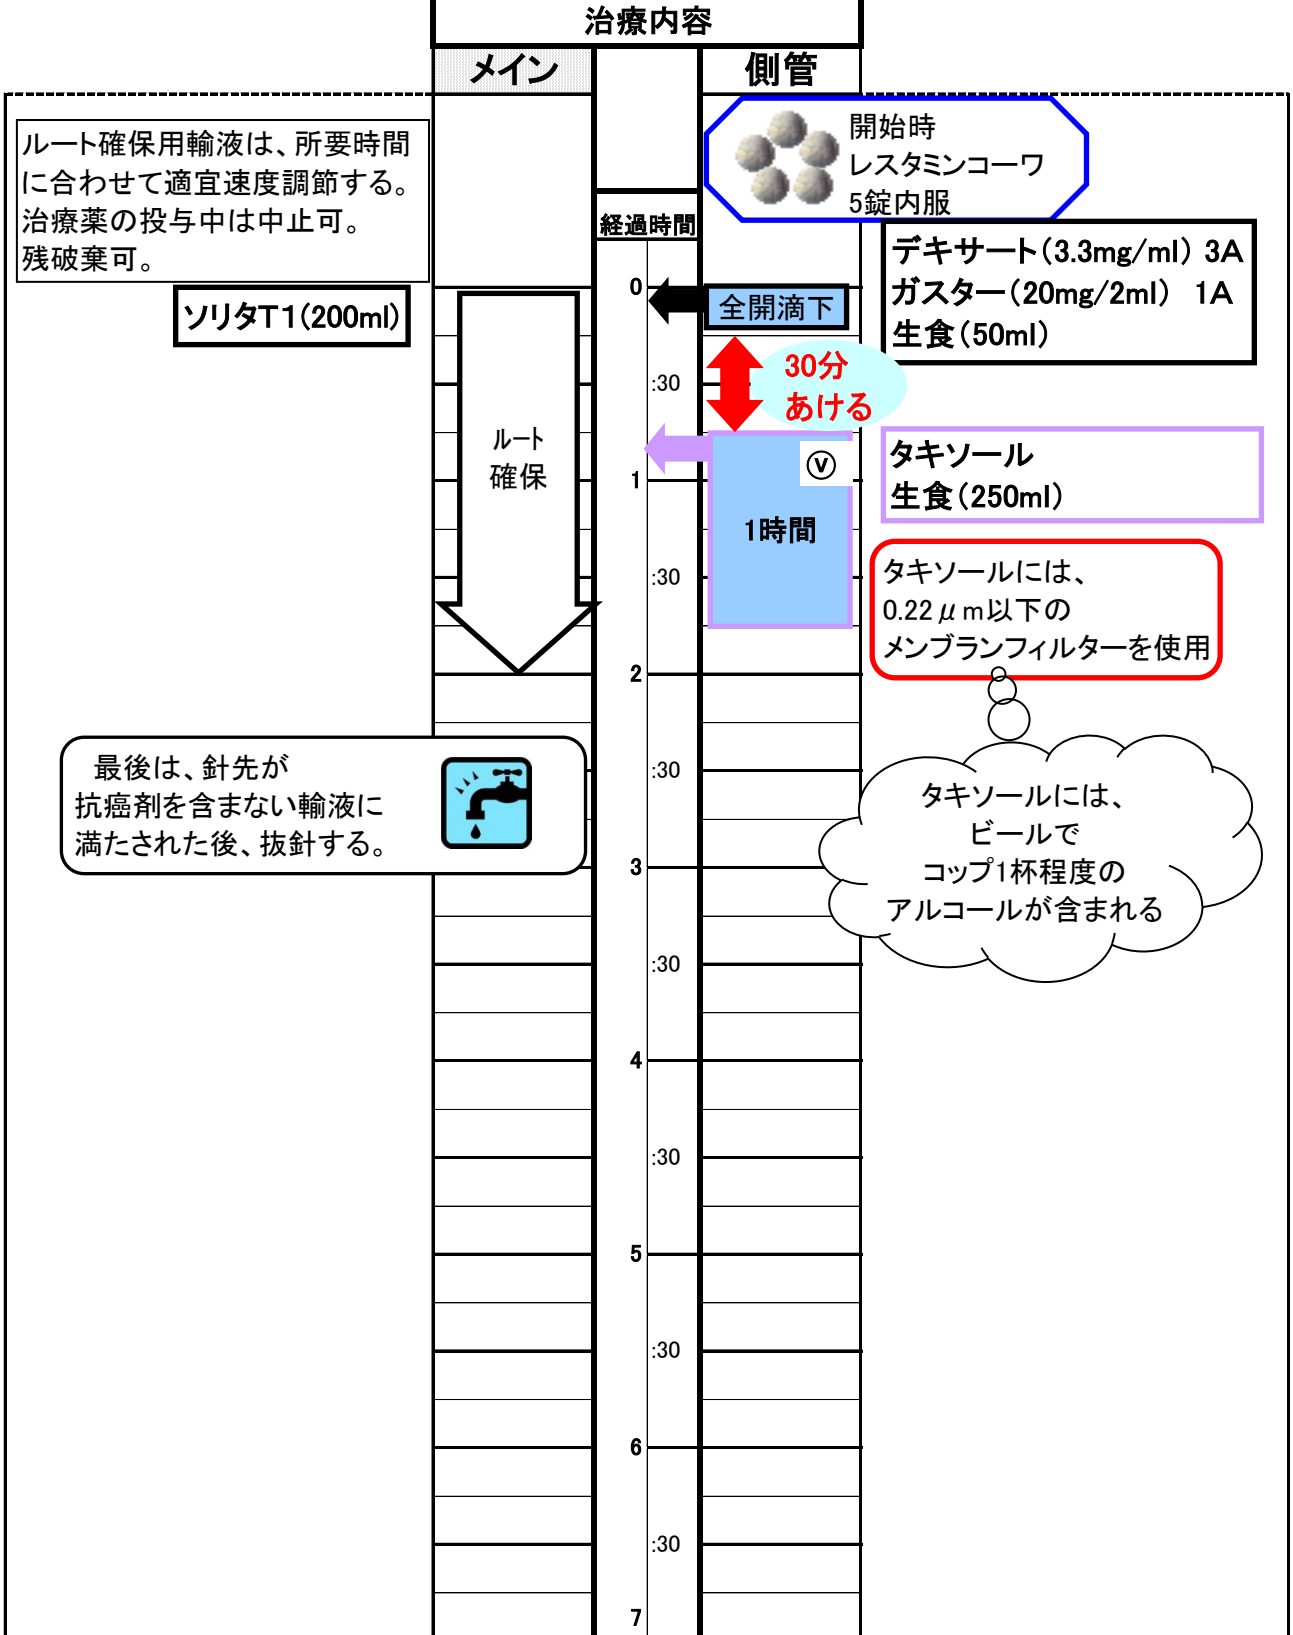 治療内容
メイン
側管
ルート確保用輸液は、所要時間
に合わせて適宜速度調節する。
治療薬の投与中は中止可。
残破棄可。
開始時
レスタミンコーワ
5錠内服
経過時間
デキサート(3.3mg/ml) 3A
ガスター(20mg/2ml) 1A
生食(50ml)
ソリタT1(200ml)
0
全開滴下
30分
あける
:30
ルート
確保
タキソール
生食(250ml)
ⓥ
1
1時間
:30
タキソールには、
0.22μm以下の
メンブランフィルターを使用
2
最後は、針先が
抗癌剤を含まない輸液に
満たされた後、抜針する。
:30
タキソールには、
ビールで
コップ1杯程度の
アルコールが含まれる
3
:30
4
:30
5
:30
6
:30
7